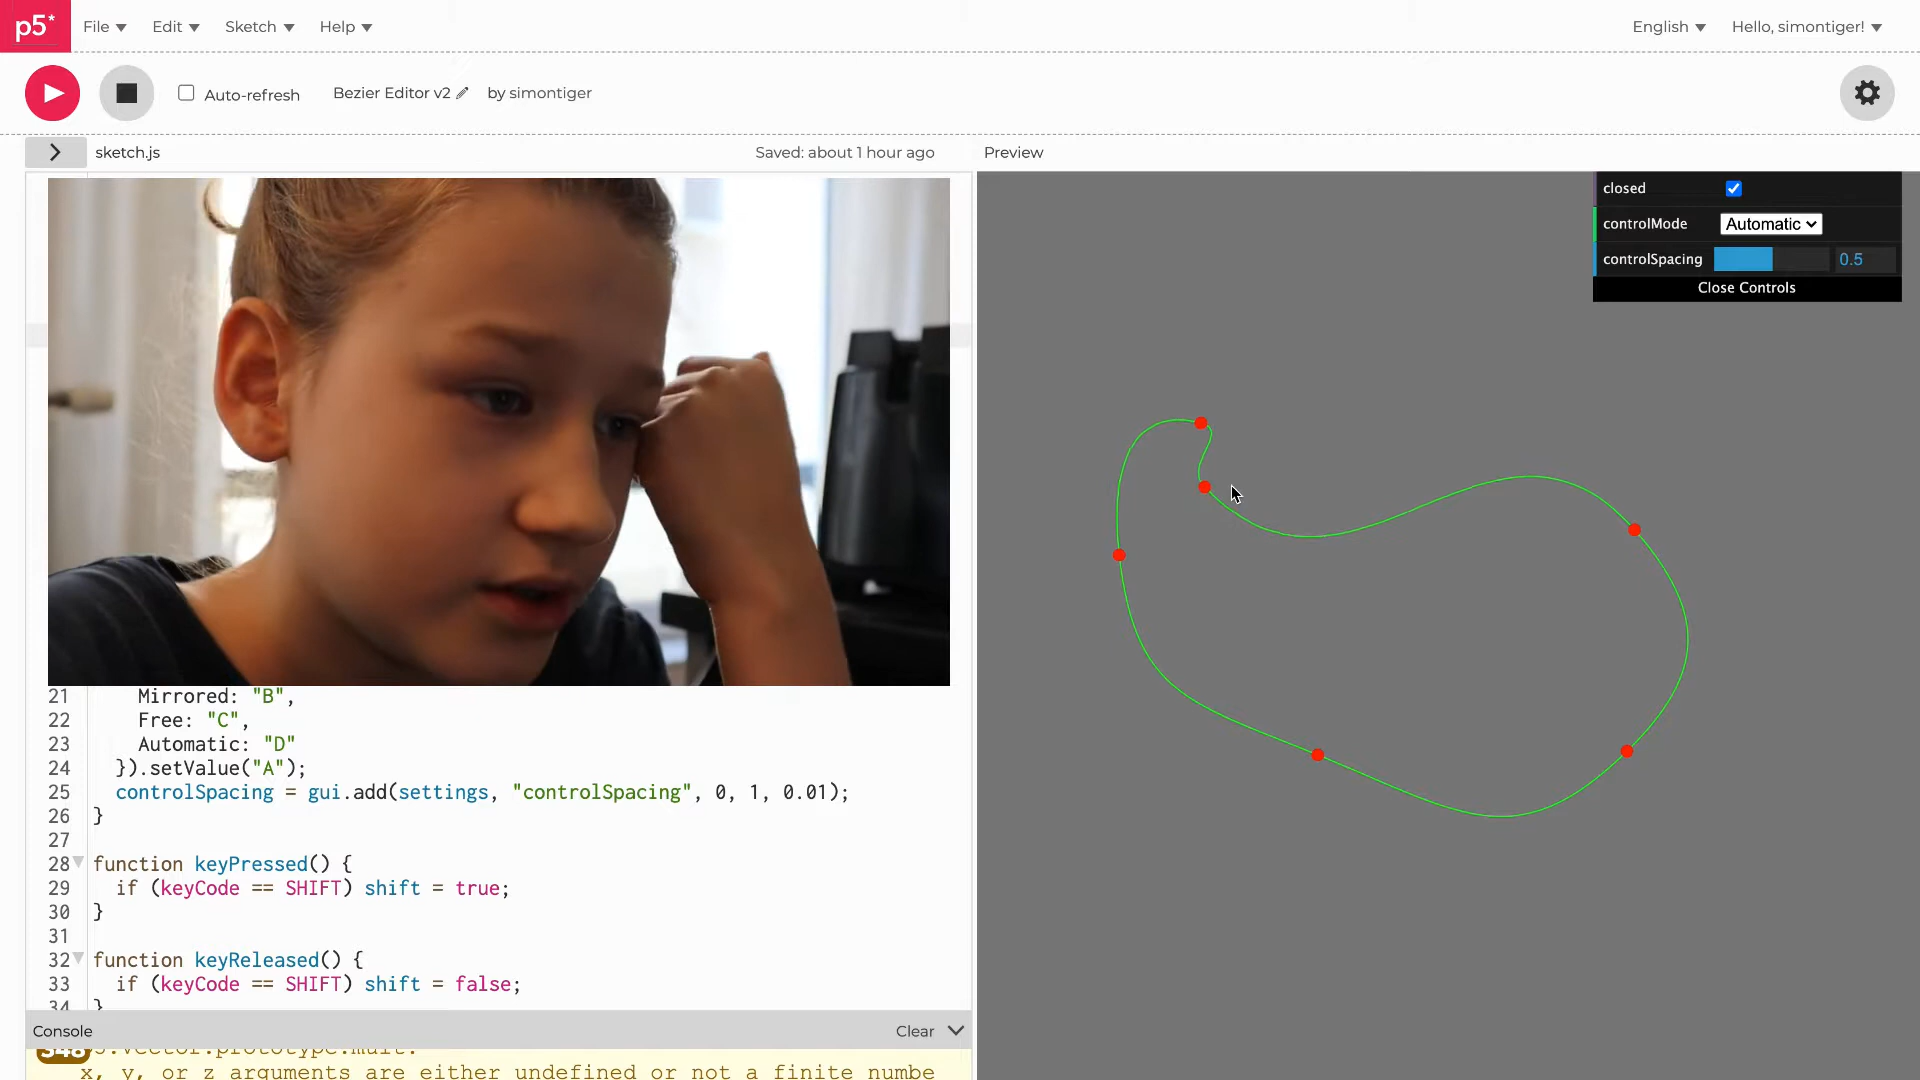 p5*
File Edit Sketch Help English Hello, simontiger!
Auto-refresh Bezier Editor v2 by simontiger
sketch.js Saved: about 1 hour ago Preview
closed
controlMode Automatic
controlSpacing 0.5
Close Controls
21 Mirrored: "B",
22 Free: "C",
23 Automatic: "D"
24 }).setValue("A");
25 controlSpacing = gui.add(settings, "controlSpacing", 0, 1, 0.01);
26 }
27
28 function keyPressed() {
29 if (keyCode == SHIFT) shift = true;
30 }
31
32 function keyReleased() {
33 if (keyCode == SHIFT) shift = false;
34 }
Console Clear
x, y, or z arguments are either undefined or not a finite numbe